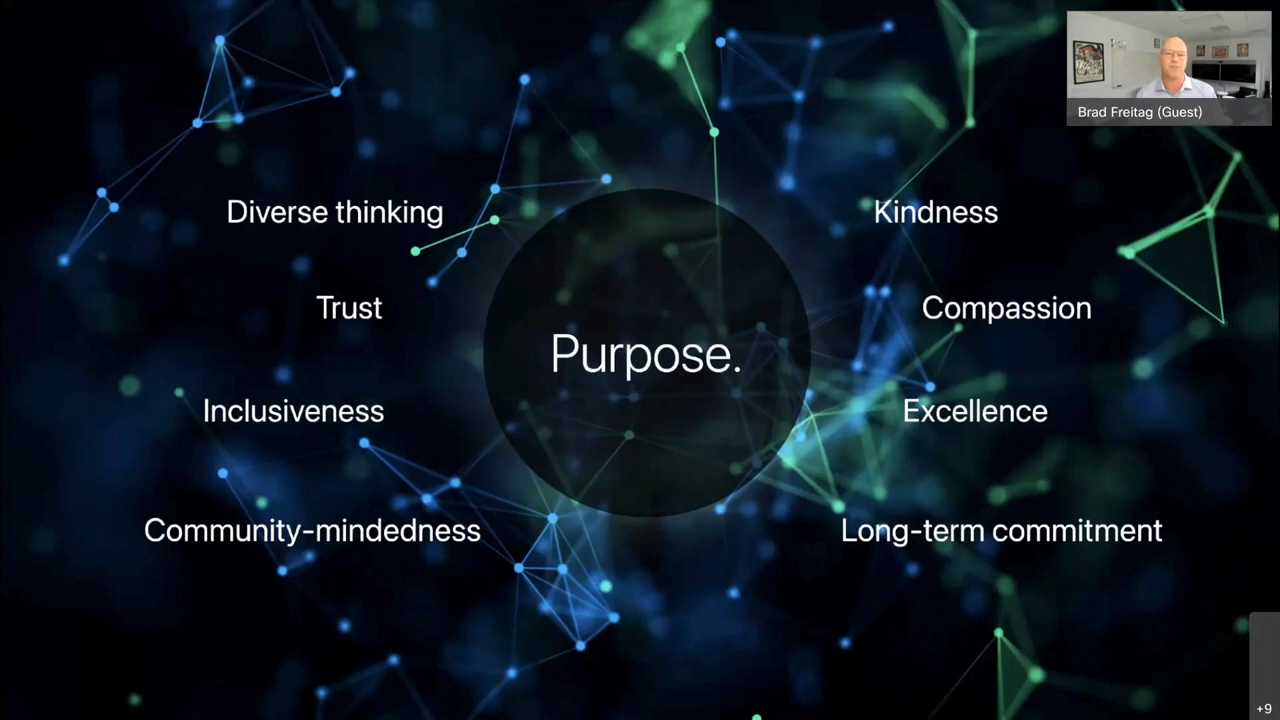 Brad Freitag (Guest)
Diverse thinking
Kindness
Trust
Compassion
Purpose.
Inclusiveness
Excellence
Community-mindedness
Long-term commitment
+9